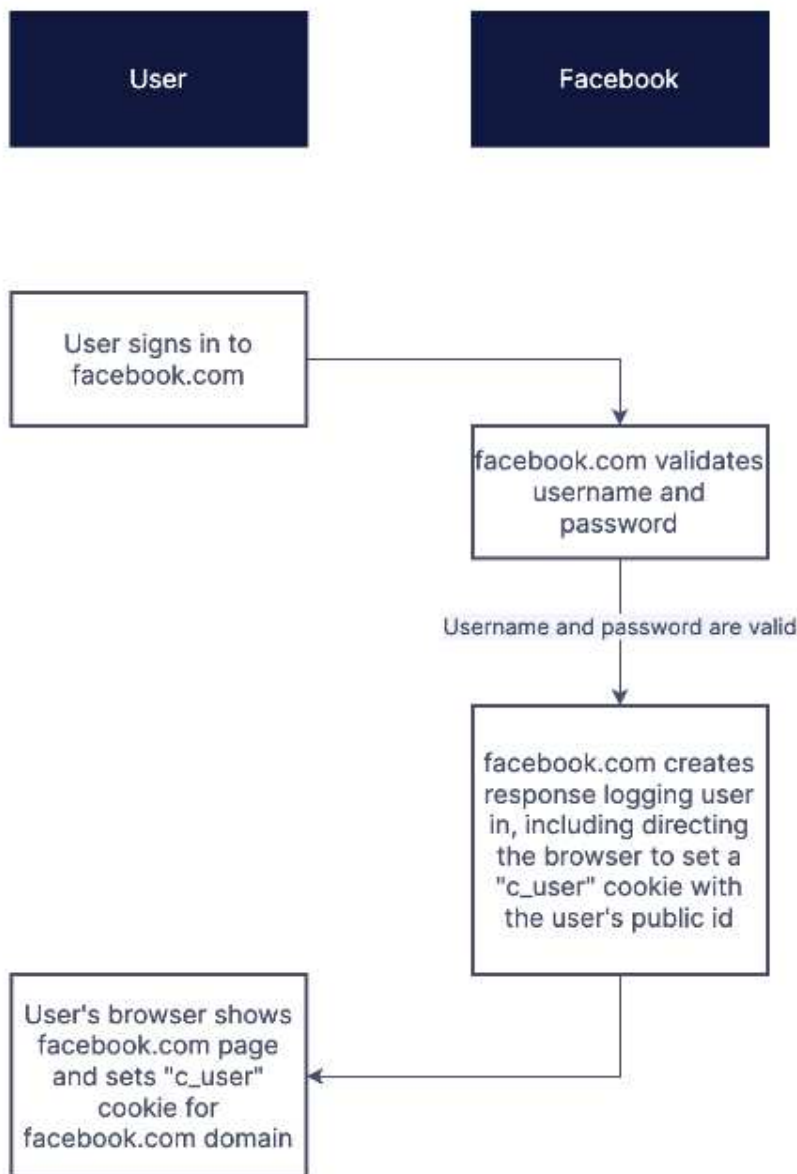 User
Facebook
User signs in to
facebook.com
facebook.com validates
username and
password
Username and password are valid
facebook.com creates
response logging user
in, including directing
the browser to set a
"c_user" cookie with
the user's public id
User's browser shows
facebook.com page
and sets "c_user"
cookie for
facebook.com domain